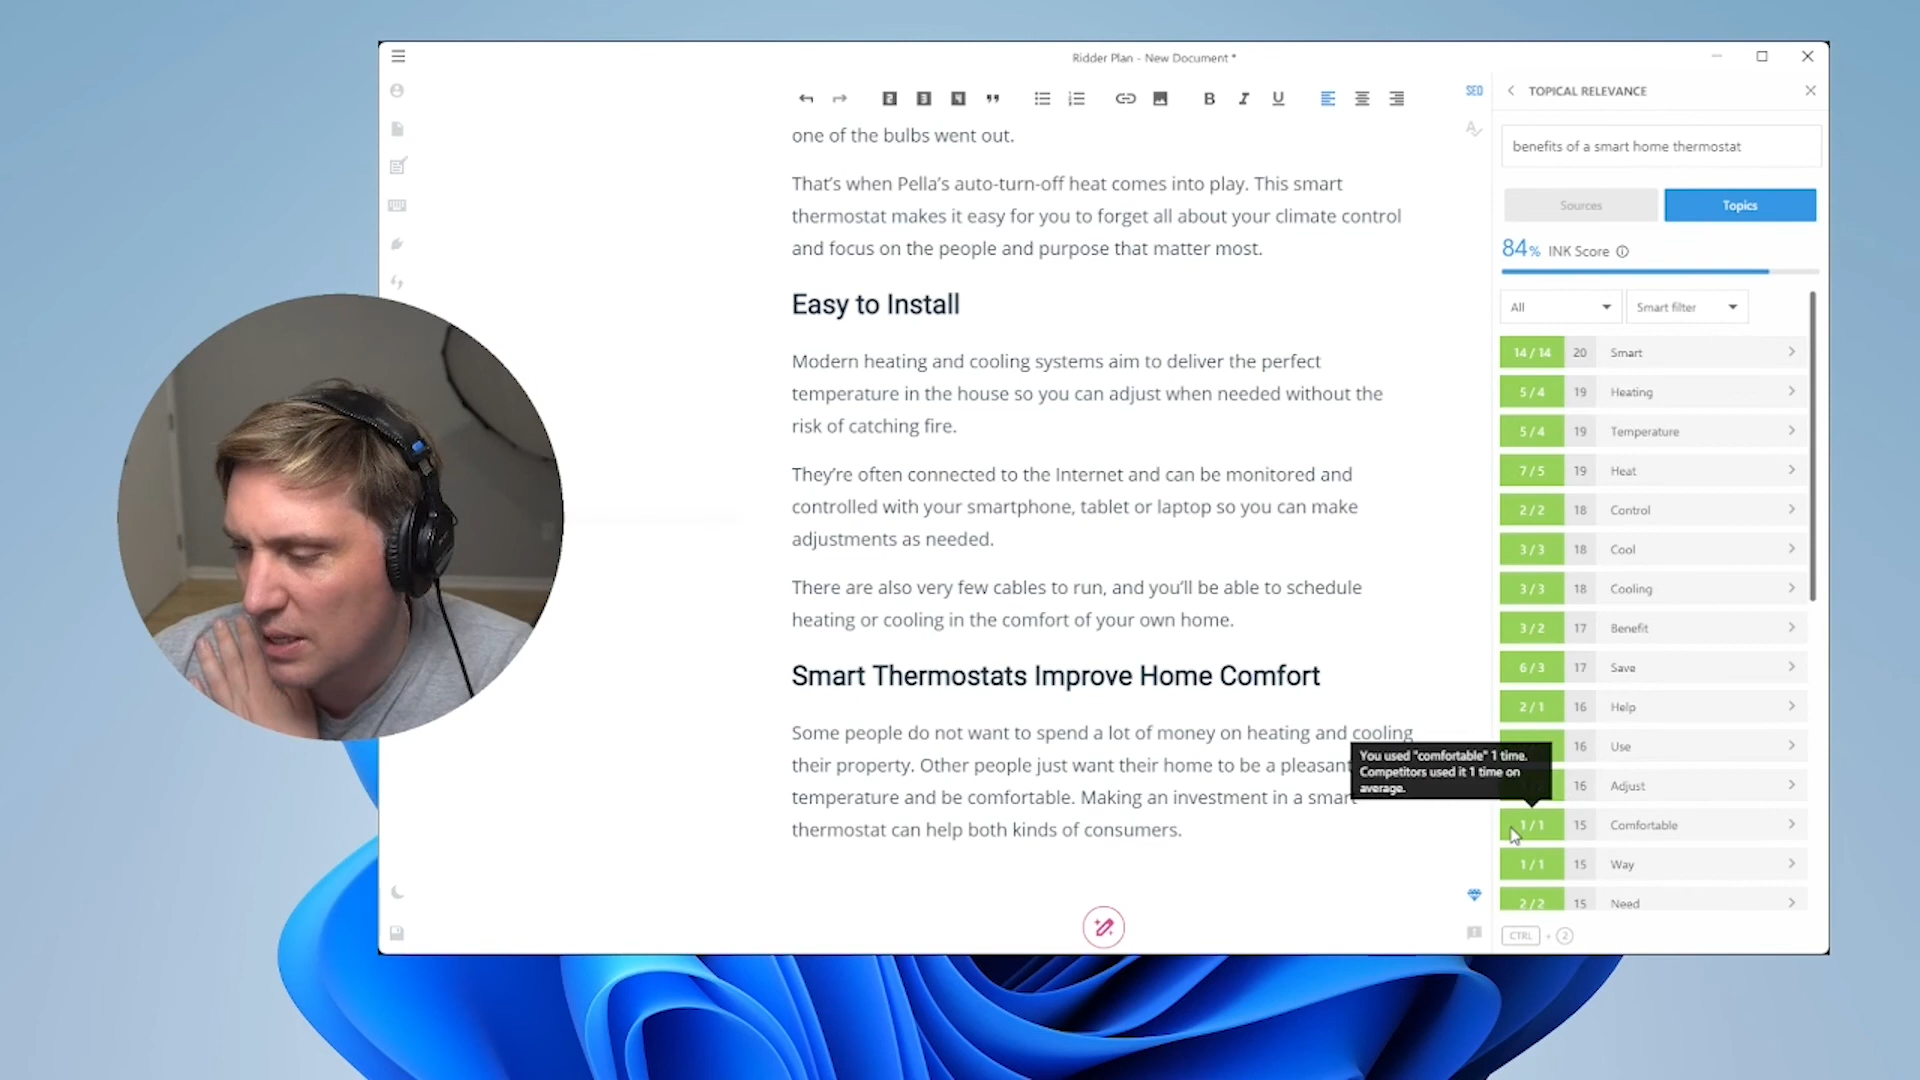 Ridder Plan - New Document *
one of the bulbs went out.
That’s when Pella’s auto-turn-off heat comes into play. This smart
thermostat makes it easy for you to forget all about your climate control
and focus on the people and purpose that matter most.
Easy to Install
Modern heating and cooling systems aim to deliver the perfect
temperature in the house so you can adjust when needed without the
risk of catching fire.
They’re often connected to the Internet and can be monitored and
controlled with your smartphone, tablet or laptop so you can make
adjustments as needed.
There are also very few cables to run, and you’ll be able to schedule
heating or cooling in the comfort of your own home.
Smart Thermostats Improve Home Comfort
Some people do not want to spend a lot of money on heating and cooling
their property. Other people just want their home to be a pleasant
temperature and be comfortable. Making an investment in a smart
thermostat can help both kinds of consumers.
You used "comfortable" 1 time.
Competitors used it 1 time on
average.
SEO
TOPICAL RELEVANCE
benefits of a smart home thermostat
Sources
Topics
84% INK Score
All
Smart filter
14 / 14 20 Smart
5 / 4 19 Heating
5 / 4 19 Temperature
7 / 5 19 Heat
2 / 2 18 Control
3 / 3 18 Cool
3 / 3 18 Cooling
3 / 2 17 Benefit
6 / 3 17 Save
2 / 1 16 Help
16 Use
16 Adjust
1 / 1 15 Comfortable
1 / 1 15 Way
2 / 2 15 Need
CTRL + 2